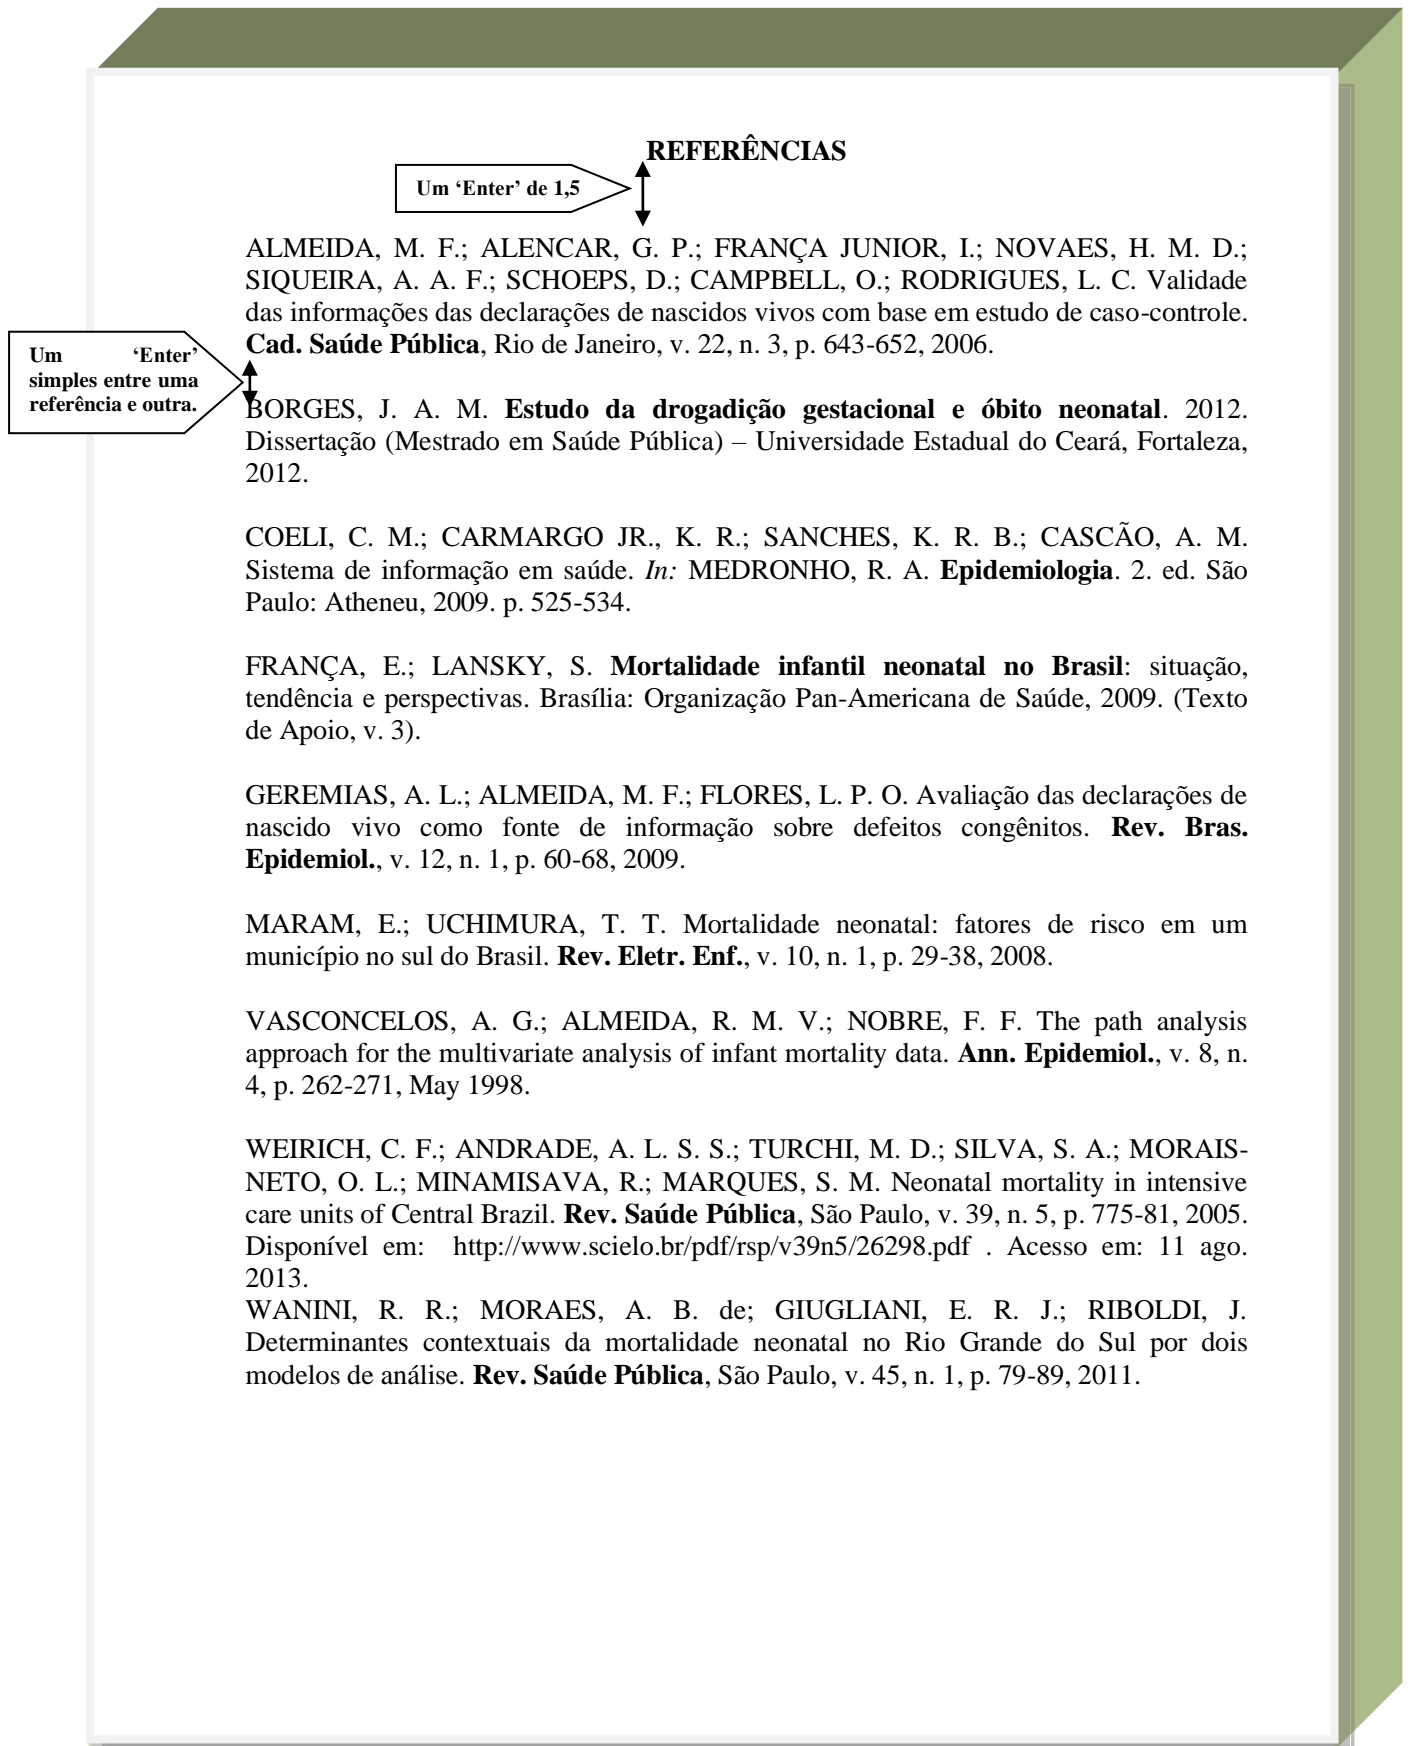 REFERÊNCIAS
Um ‘Enter’ de 1,5
ALMEIDA, M. F.; ALENCAR, G. P.; FRANÇA JUNIOR, I.; NOVAES, H. M. D.;
SIQUEIRA, A. A. F.; SCHOEPS, D.; CAMPBELL, O.; RODRIGUES, L. C. Validade
das informações das declarações de nascidos vivos com base em estudo de caso-controle.
Cad. Saúde Pública, Rio de Janeiro, v. 22, n. 3, p. 643-652, 2006.
Um ‘Enter’
simples entre uma
referência e outra.
BORGES, J. A. M. Estudo da drogadição gestacional e óbito neonatal. 2012.
Dissertação (Mestrado em Saúde Pública) – Universidade Estadual do Ceará, Fortaleza,
2012.
COELI, C. M.; CARMARGO JR., K. R.; SANCHES, K. R. B.; CASCÃO, A. M.
Sistema de informação em saúde. In: MEDRONHO, R. A. Epidemiologia. 2. ed. São
Paulo: Atheneu, 2009. p. 525-534.
FRANÇA, E.; LANSKY, S. Mortalidade infantil neonatal no Brasil: situação,
tendência e perspectivas. Brasília: Organização Pan-Americana de Saúde, 2009. (Texto
de Apoio, v. 3).
GEREMIAS, A. L.; ALMEIDA, M. F.; FLORES, L. P. O. Avaliação das declarações de
nascido vivo como fonte de informação sobre defeitos congênitos. Rev. Bras.
Epidemiol., v. 12, n. 1, p. 60-68, 2009.
MARAM, E.; UCHIMURA, T. T. Mortalidade neonatal: fatores de risco em um
município no sul do Brasil. Rev. Eletr. Enf., v. 10, n. 1, p. 29-38, 2008.
VASCONCELOS, A. G.; ALMEIDA, R. M. V.; NOBRE, F. F. The path analysis
approach for the multivariate analysis of infant mortality data. Ann. Epidemiol., v. 8, n.
4, p. 262-271, May 1998.
WEIRICH, C. F.; ANDRADE, A. L. S. S.; TURCHI, M. D.; SILVA, S. A.; MORAIS-
NETO, O. L.; MINAMISAVA, R.; MARQUES, S. M. Neonatal mortality in intensive
care units of Central Brazil. Rev. Saúde Pública, São Paulo, v. 39, n. 5, p. 775-81, 2005.
Disponível em: http://www.scielo.br/pdf/rsp/v39n5/26298.pdf . Acesso em: 11 ago.
2013.
WANINI, R. R.; MORAES, A. B. de; GIUGLIANI, E. R. J.; RIBOLDI, J.
Determinantes contextuais da mortalidade neonatal no Rio Grande do Sul por dois
modelos de análise. Rev. Saúde Pública, São Paulo, v. 45, n. 1, p. 79-89, 2011.